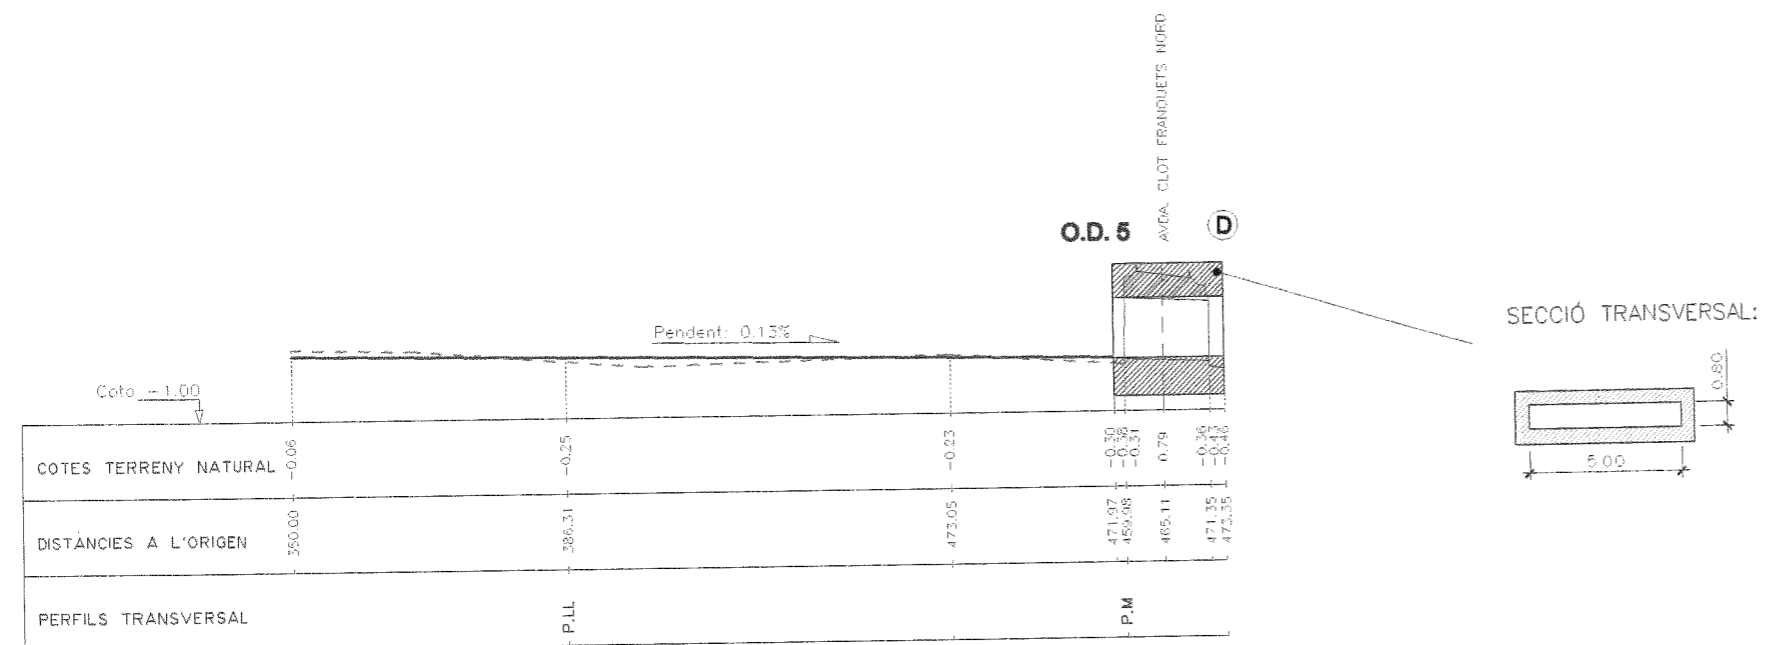 AVDA. CLOT FRANQUETS NORD
O.D. 5
D
SECCIÓ TRANSVERSAL:
Pendent: 0.13%
0.80
5.00
Cota -1.00
COTES TERRENY NATURAL
-0.06
-0.25
-0.23
-0.30
-0.38
-0.31
0.79
-0.36
-0.43
-0.46
DISTÀNCIES A L'ORIGEN
350.00
386.31
473.05
471.97
459.98
465.11
471.35
473.35
PERFILS TRANSVERSAL
P.LL
P.M